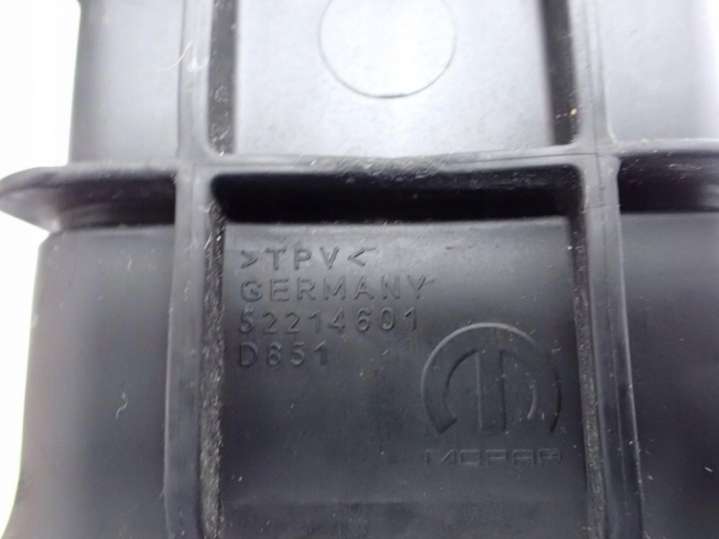 >TPV<
GERMANY
52214601
D851
MOPAR